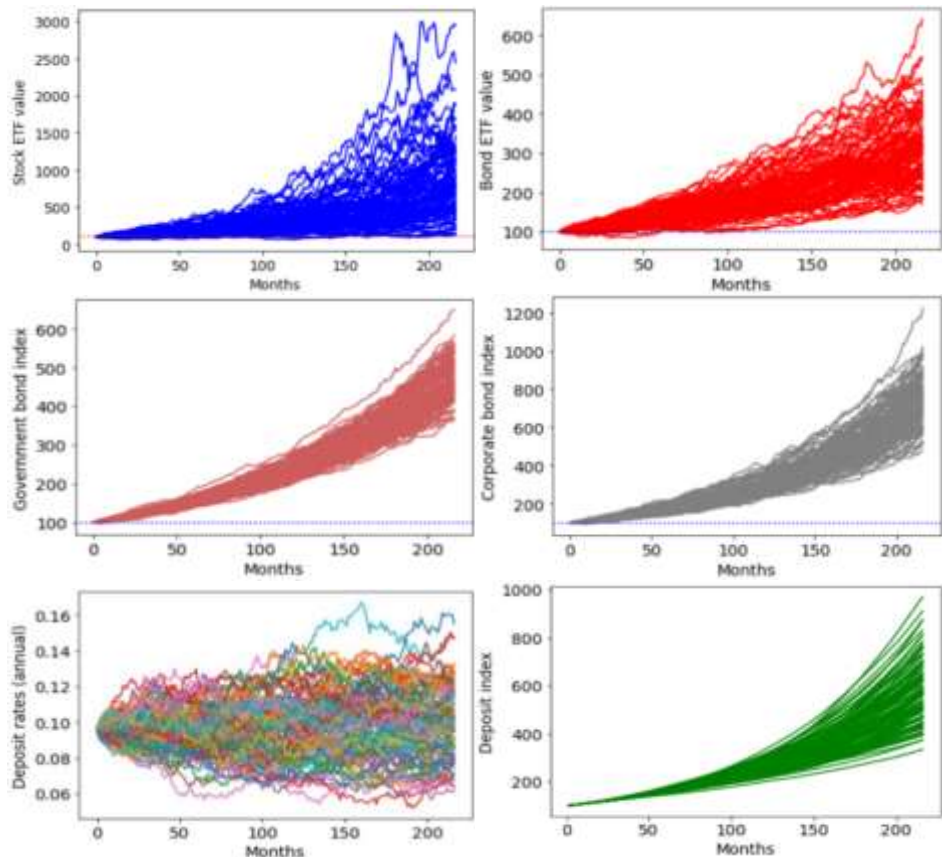 Stock ETF value
3000
2500
2000
1500
1000
500
0
0 50 100 150 200
Months
Bond ETF value
600
500
400
300
200
100
0 50 100 150 200
Months
Government bond index
600
500
400
300
200
100
0 50 100 150 200
Months
Corporate bond index
1200
1000
800
600
400
200
0 50 100 150 200
Months
Deposit rates (annual)
0.16
0.14
0.12
0.10
0.08
0.06
0 50 100 150 200
Months
Deposit index
1000
800
600
400
200
0 50 100 150 200
Months